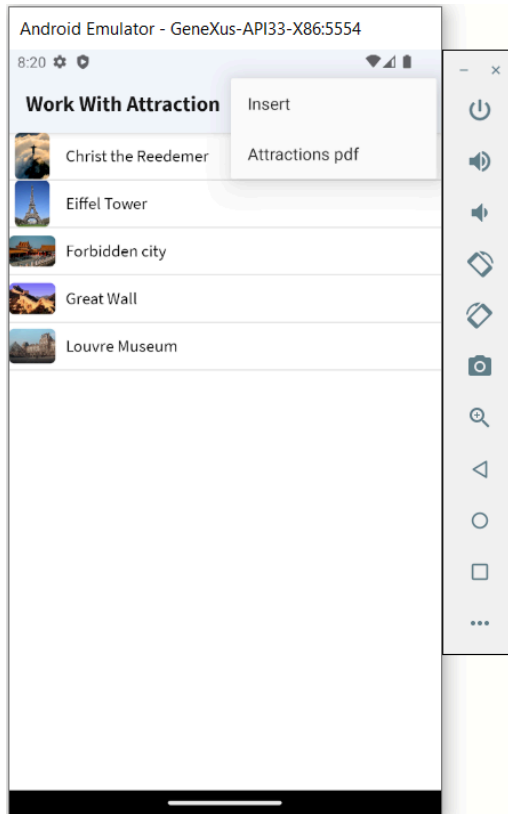 Android Emulator - GeneXus-API33-X86:5554
8:20
Work With Attraction
Insert
Attractions pdf
Christ the Reedemer
Eiffel Tower
Forbidden city
Great Wall
Louvre Museum